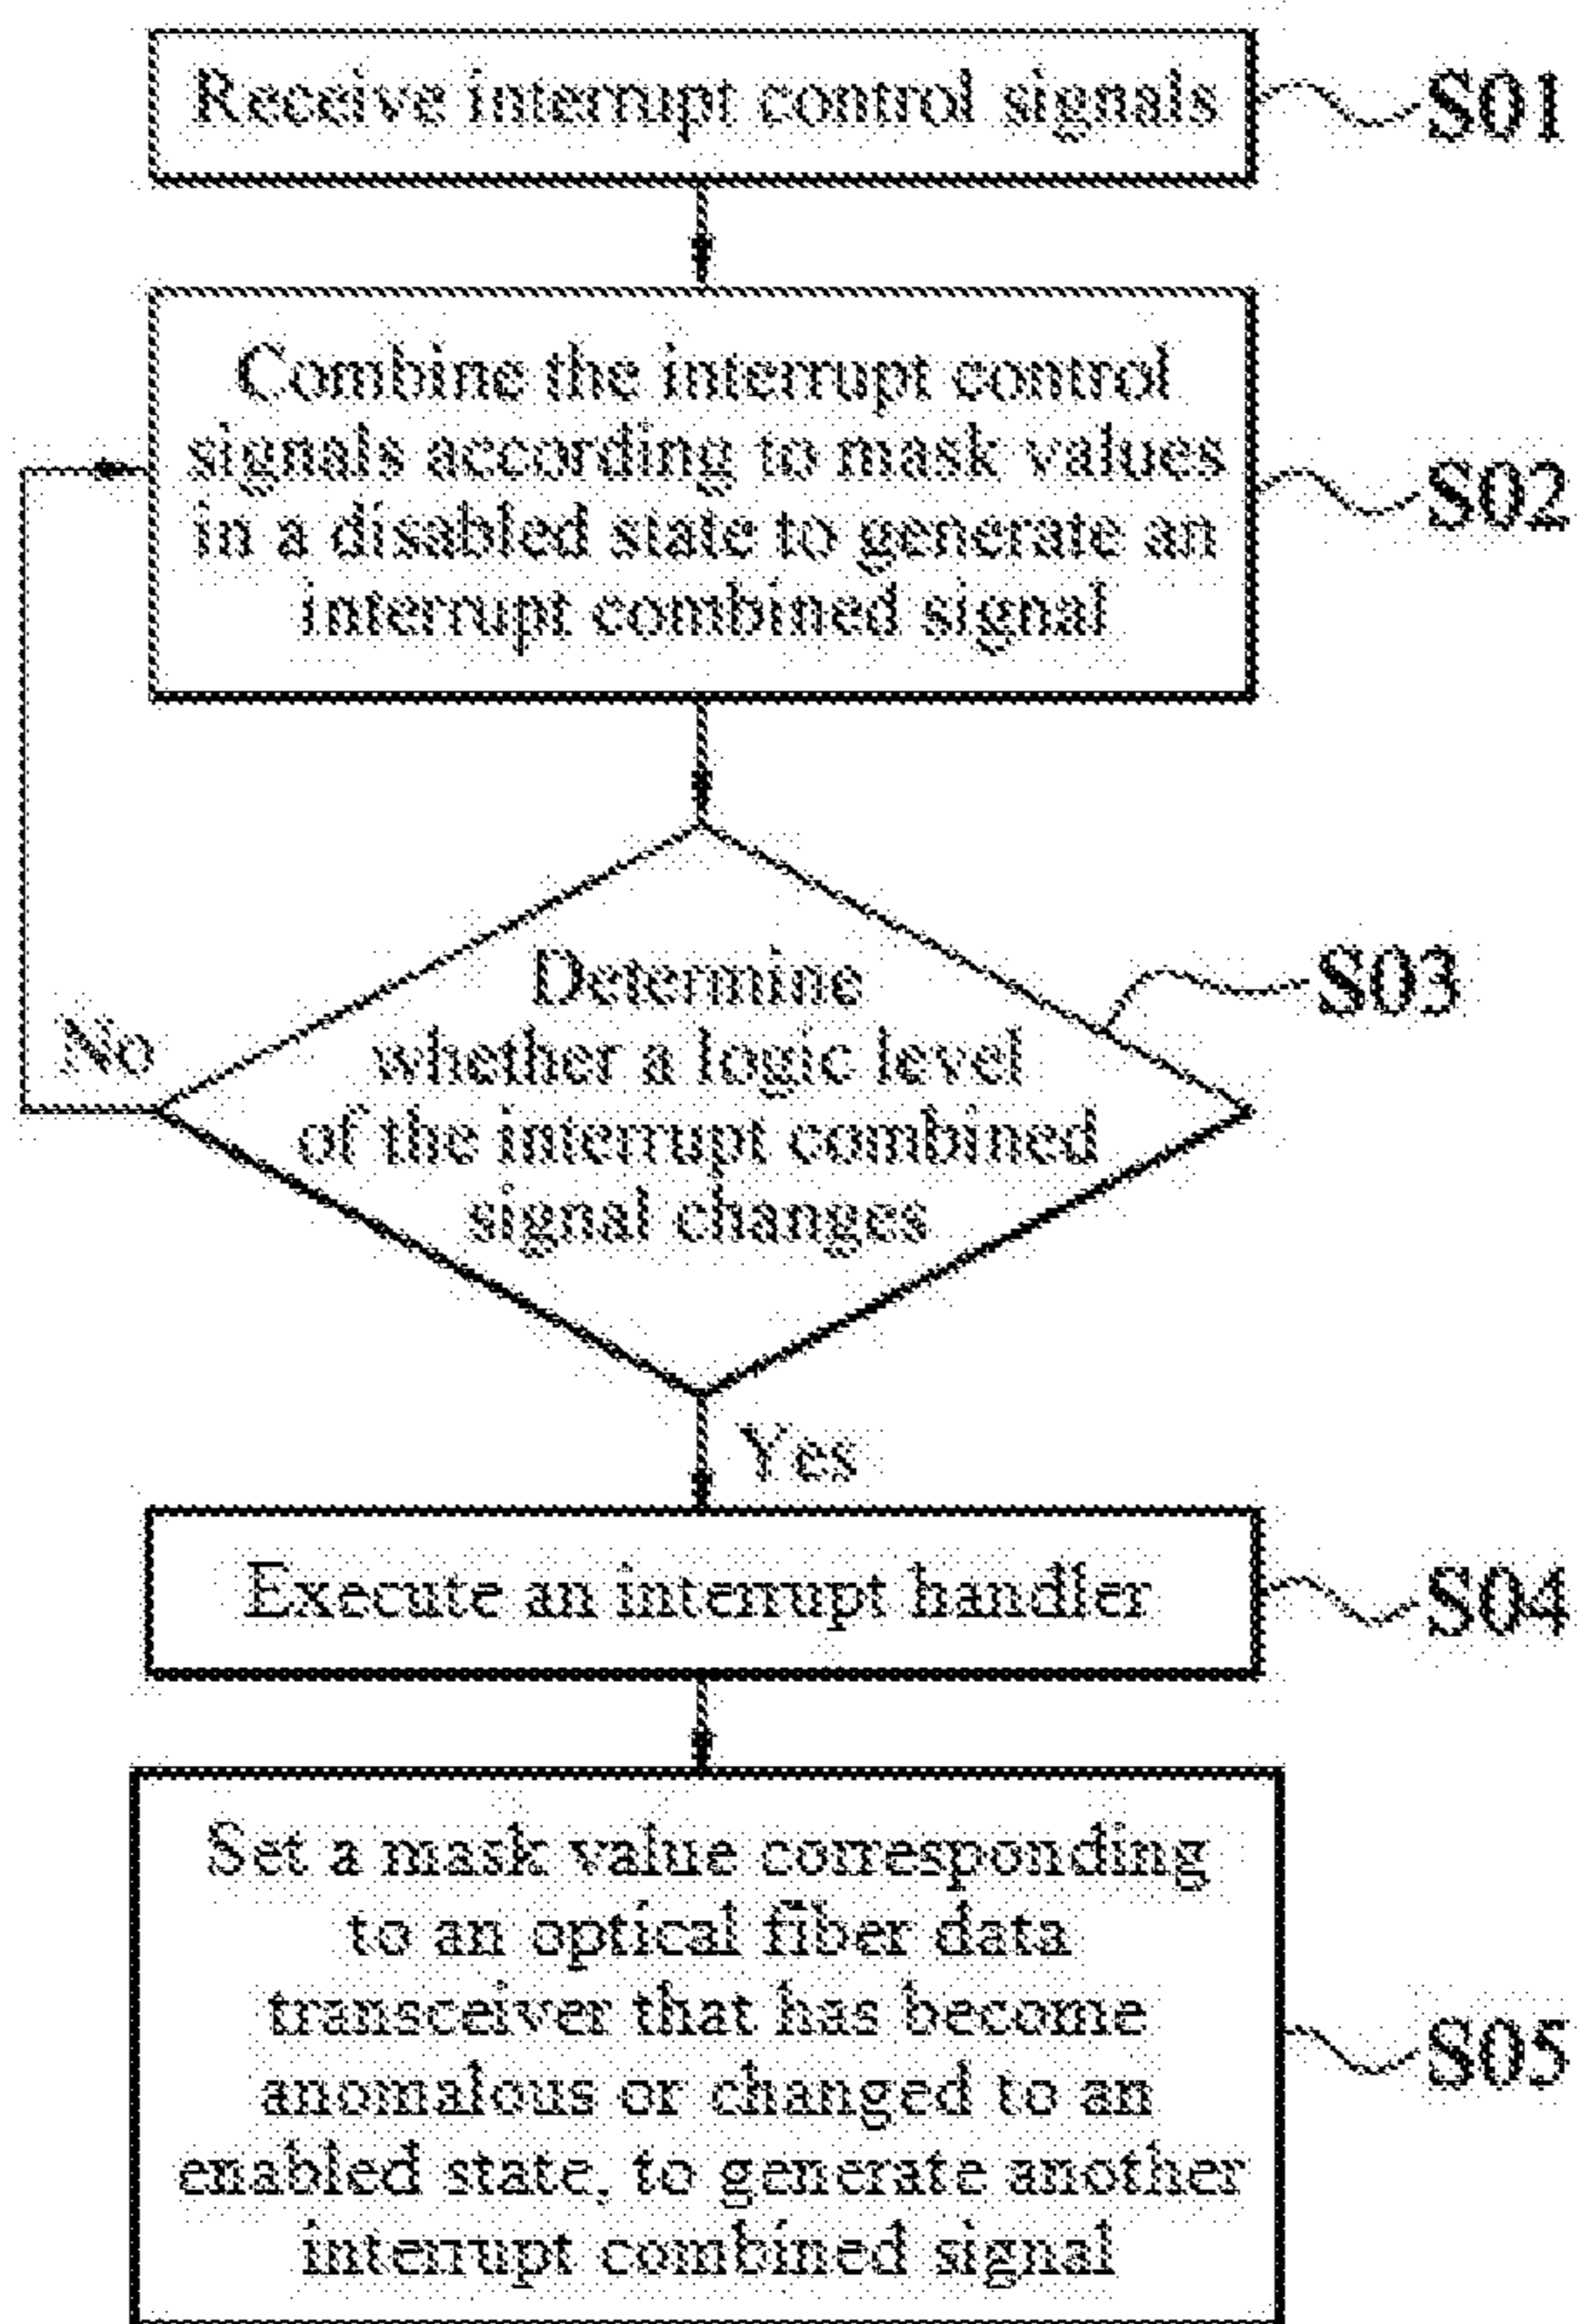 Receive interrupt control signals
S01
Combine the interrupt control
signals according to mask values
in a disabled state to generate an
interrupt combined signal
S02
Determine
whether a logic level
of the interrupt combined
signal changes
S03
No
Yes
Execute an interrupt handler
S04
Set a mask value corresponding
to an optical fiber data
transceiver that has become
anomalous or changed to an
enabled state, to generate another
interrupt combined signal
S05